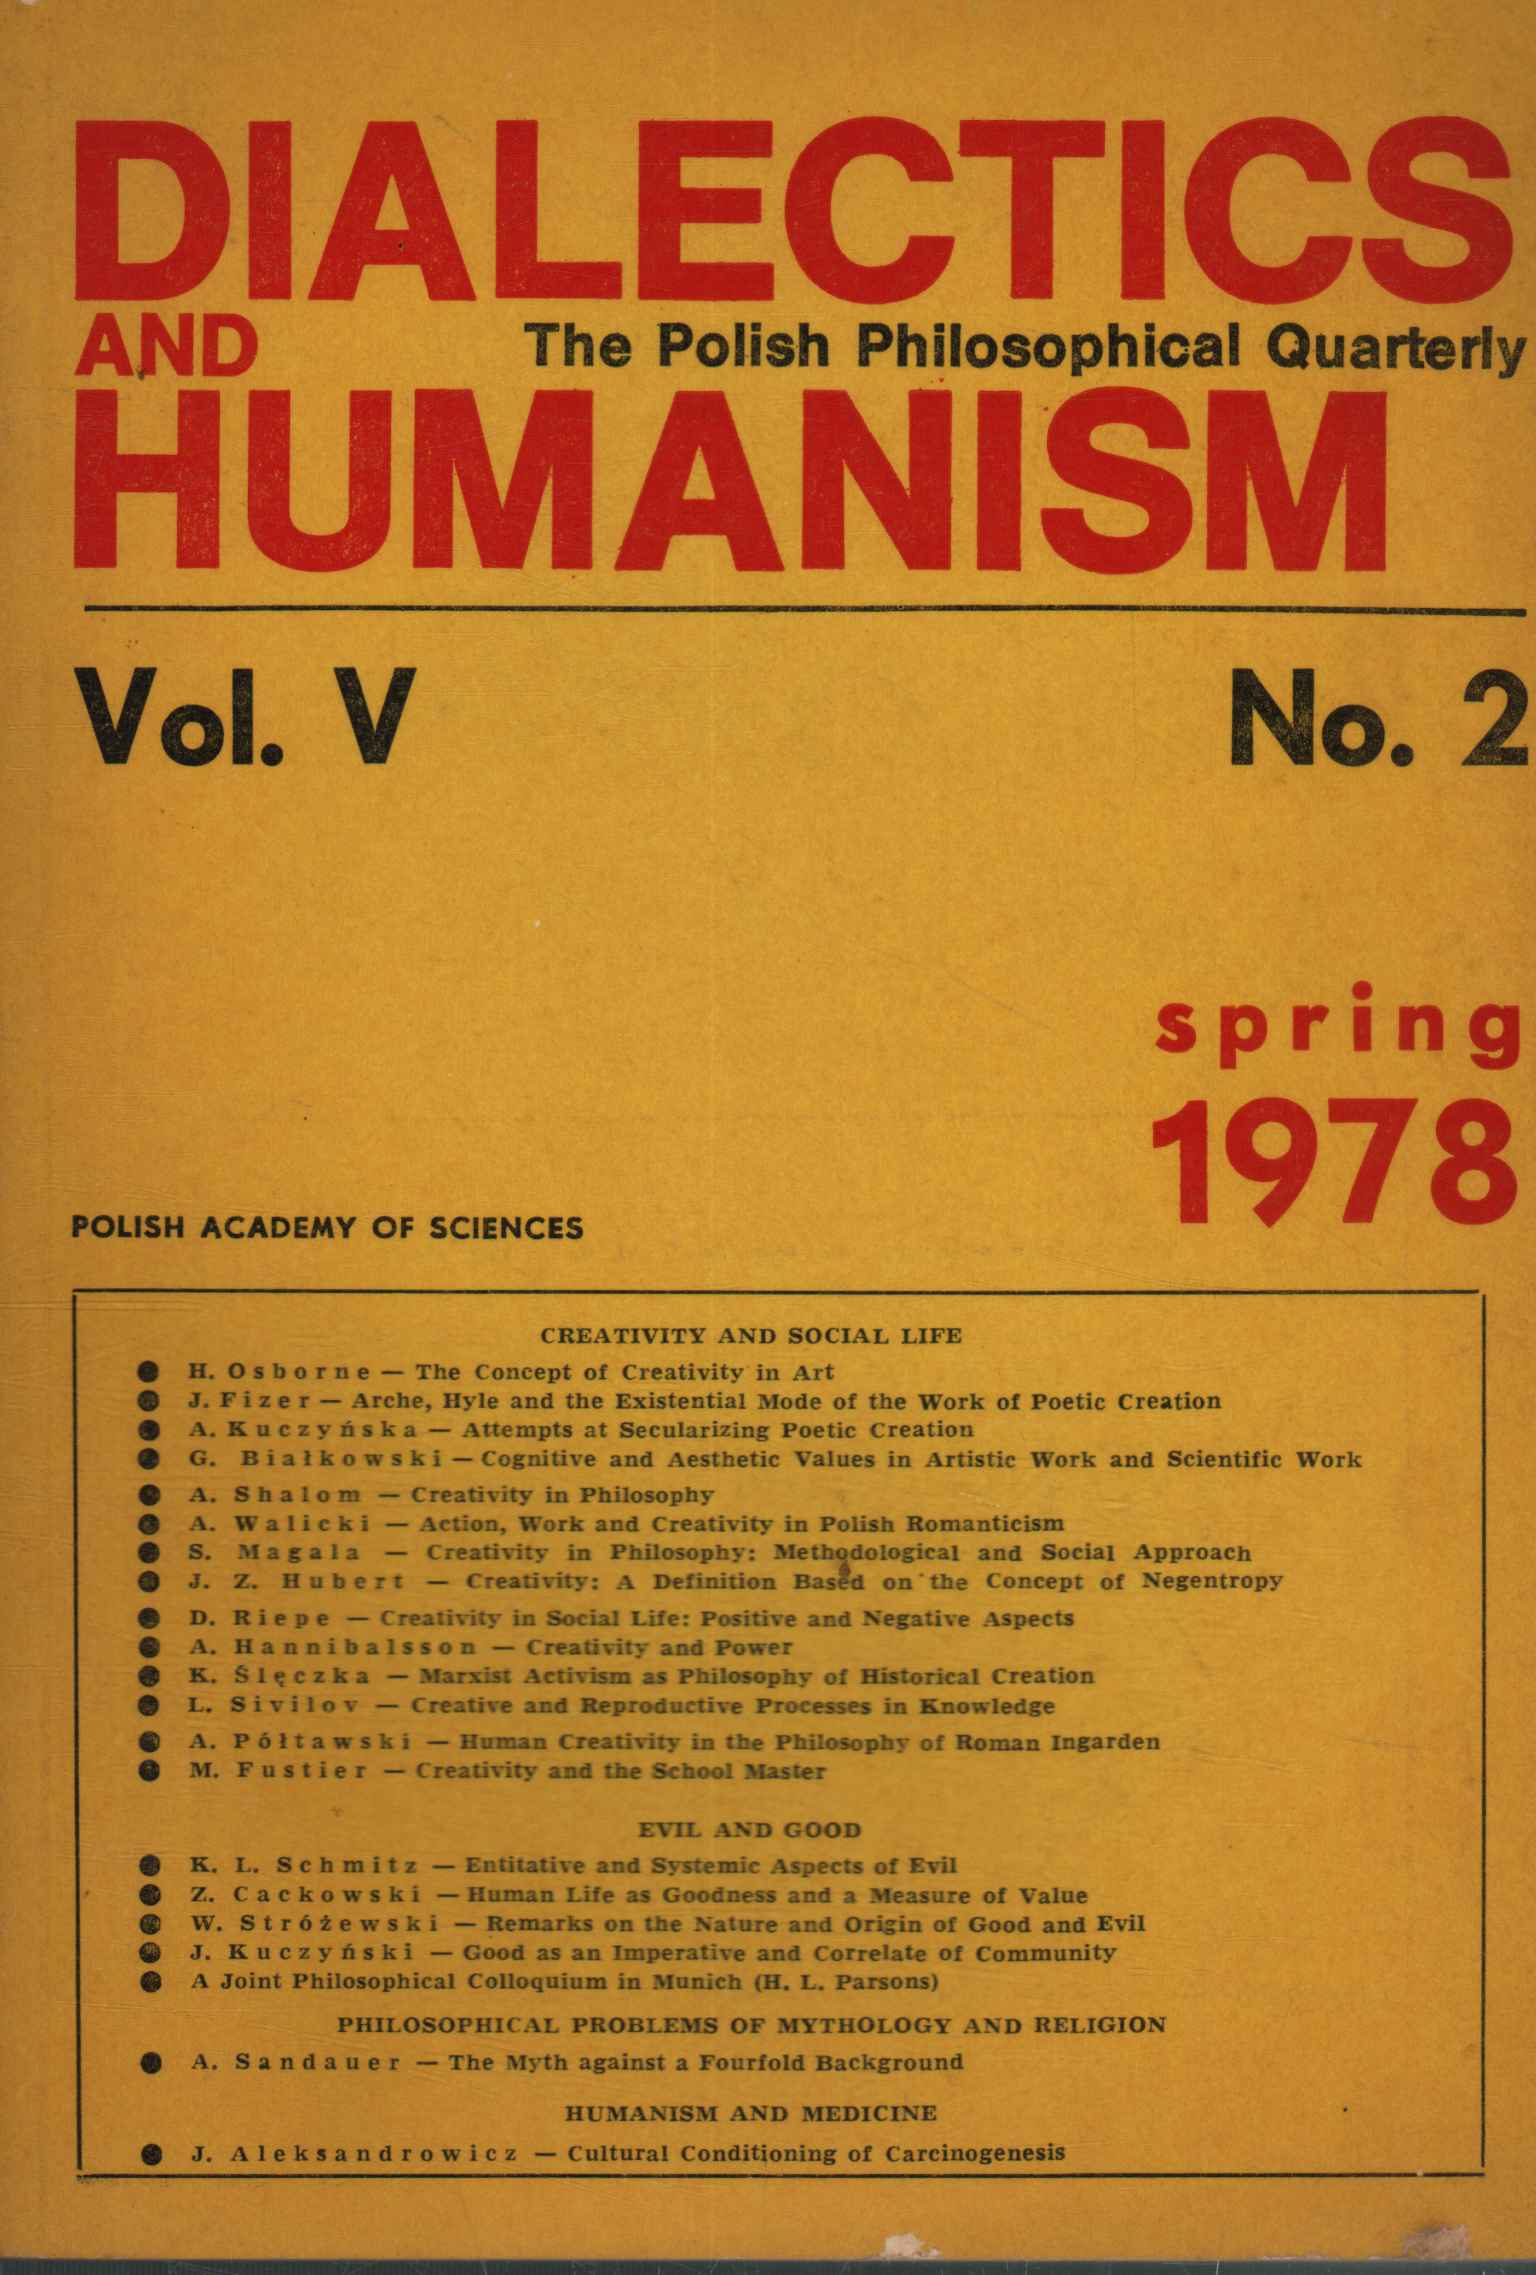 DIALECTICS
AND The Polish Philosophical Quarterly
HUMANISM
Vol. V No. 2
spring
1978
POLISH ACADEMY OF SCIENCES
CREATIVITY AND SOCIAL LIFE
● H. Osborne — The Concept of Creativity in Art
● J. Fizer — Arche, Hyle and the Existential Mode of the Work of Poetic Creation
● A. Kuczyńska — Attempts at Secularizing Poetic Creation
● G. Białkowski — Cognitive and Aesthetic Values in Artistic Work and Scientific Work
● A. Shalom — Creativity in Philosophy
● A. Walicki — Action, Work and Creativity in Polish Romanticism
● S. Magala — Creativity in Philosophy: Methodological and Social Approach
● J. Z. Hubert — Creativity: A Definition Based on the Concept of Negentropy
● D. Riepe — Creativity in Social Life: Positive and Negative Aspects
● A. Hannibalsson — Creativity and Power
● K. Ślęczka — Marxist Activism as Philosophy of Historical Creation
● L. Sivilov — Creative and Reproductive Processes in Knowledge
● A. Półtawski — Human Creativity in the Philosophy of Roman Ingarden
● M. Fustier — Creativity and the School Master
EVIL AND GOOD
● K. L. Schmitz — Entitative and Systemic Aspects of Evil
● Z. Cackowski — Human Life as Goodness and a Measure of Value
● W. Stróżewski — Remarks on the Nature and Origin of Good and Evil
● J. Kuczyński — Good as an Imperative and Correlate of Community
● A Joint Philosophical Colloquium in Munich (H. L. Parsons)
PHILOSOPHICAL PROBLEMS OF MYTHOLOGY AND RELIGION
● A. Sandauer — The Myth against a Fourfold Background
HUMANISM AND MEDICINE
● J. Aleksandrowicz — Cultural Conditioning of Carcinogenesis